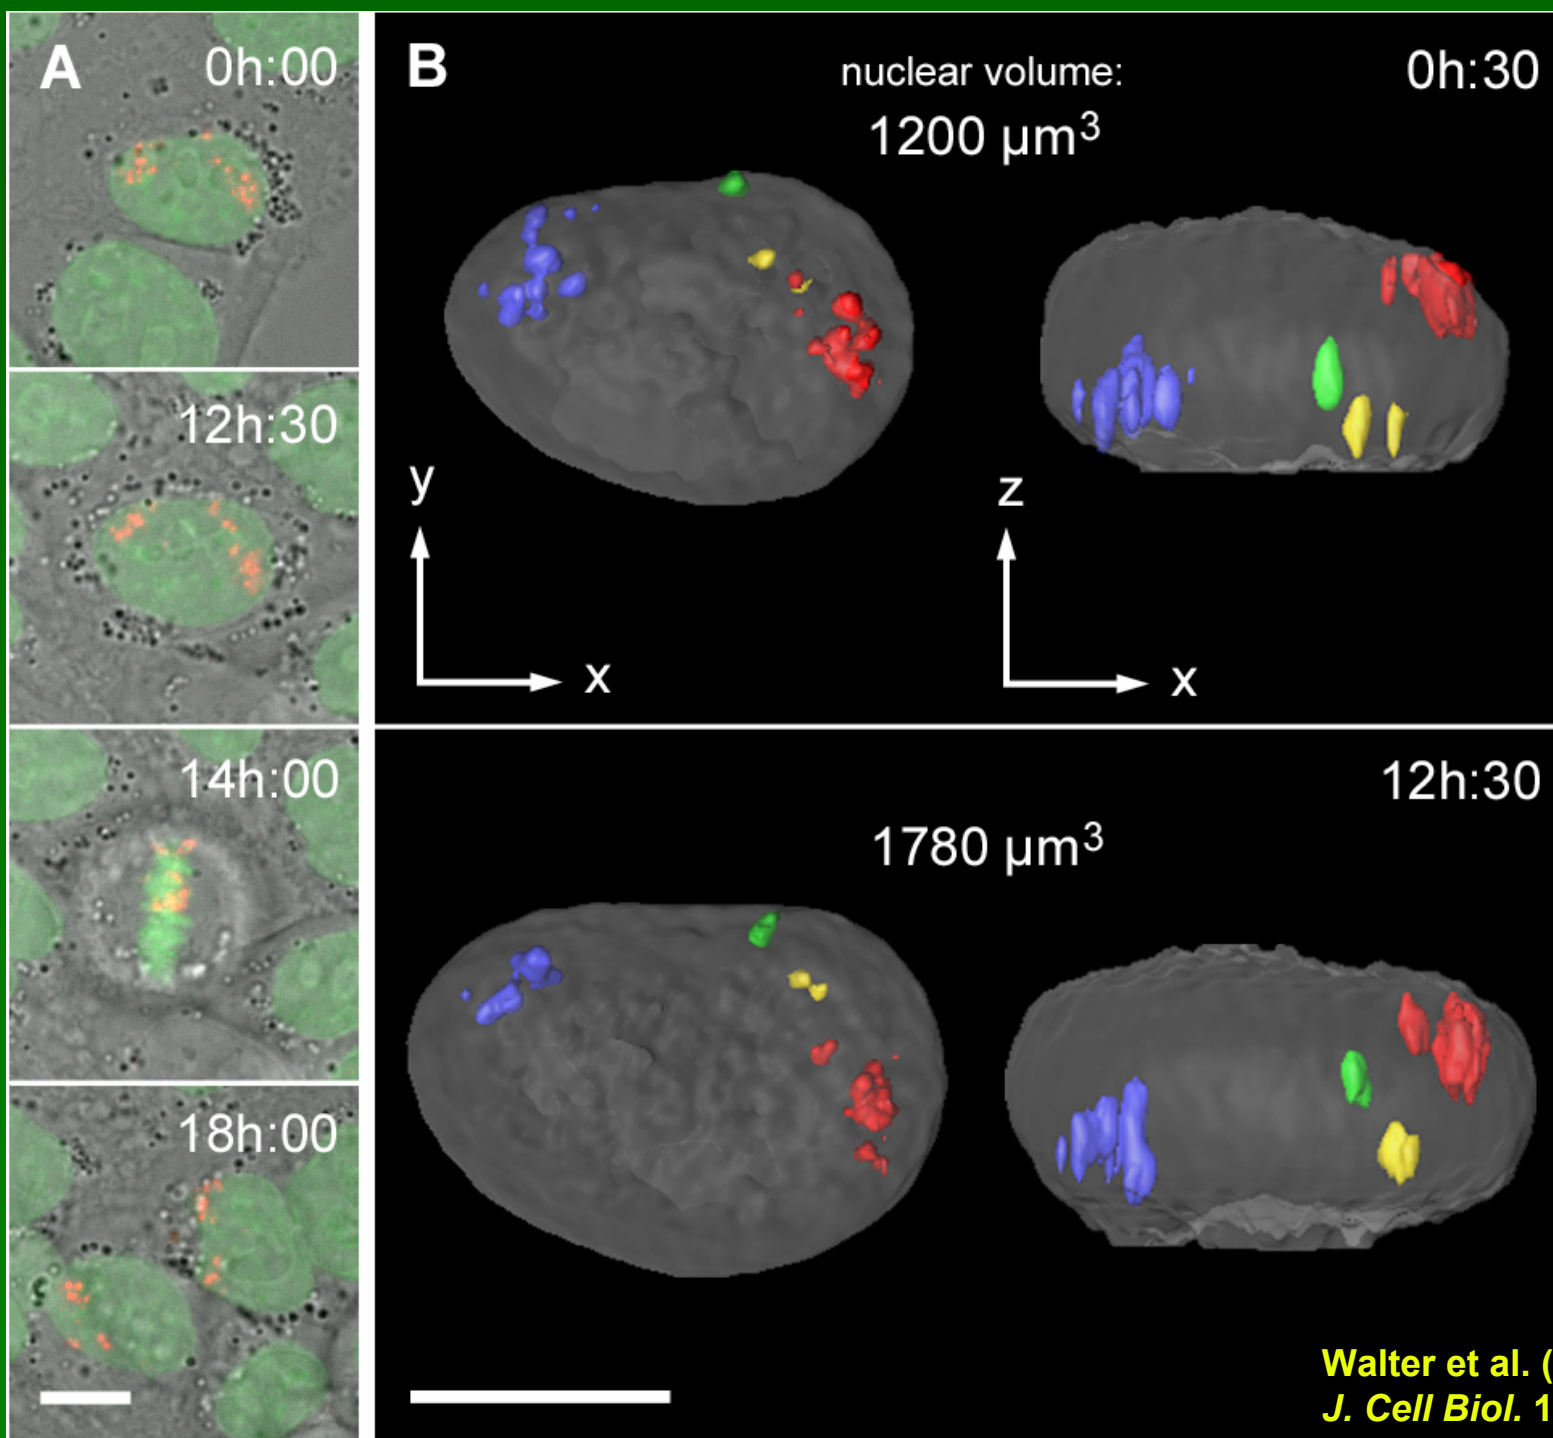 A
0h:00
12h:30
14h:00
18h:00
B
nuclear volume:
1200 µm³
0h:30
y
x
z
x
12h:30
1780 µm³
Walter et al. (
J. Cell Biol. 1